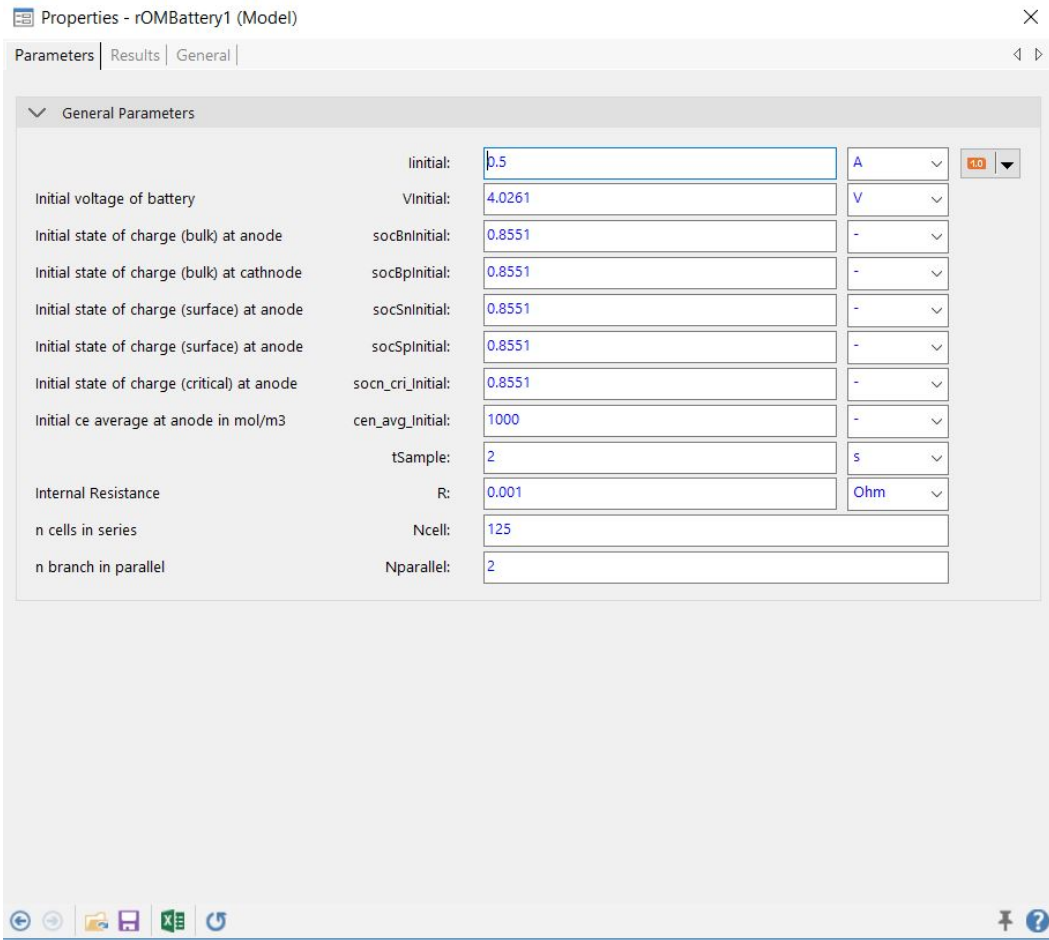 Properties - rOMBattery1 (Model)
Parameters Results General
General Parameters
Iinitial: 0.5 A 1.0
Initial voltage of battery VInitial: 4.0261 V
Initial state of charge (bulk) at anode socBnInitial: 0.8551 -
Initial state of charge (bulk) at cathnode socBpInitial: 0.8551 -
Initial state of charge (surface) at anode socSnInitial: 0.8551 -
Initial state of charge (surface) at anode socSpInitial: 0.8551 -
Initial state of charge (critical) at anode socn_cri_Initial: 0.8551 -
Initial ce average at anode in mol/m3 cen_avg_Initial: 1000 -
tSample: 2 s
Internal Resistance R: 0.001 Ohm
n cells in series Ncell: 125
n branch in parallel Nparallel: 2